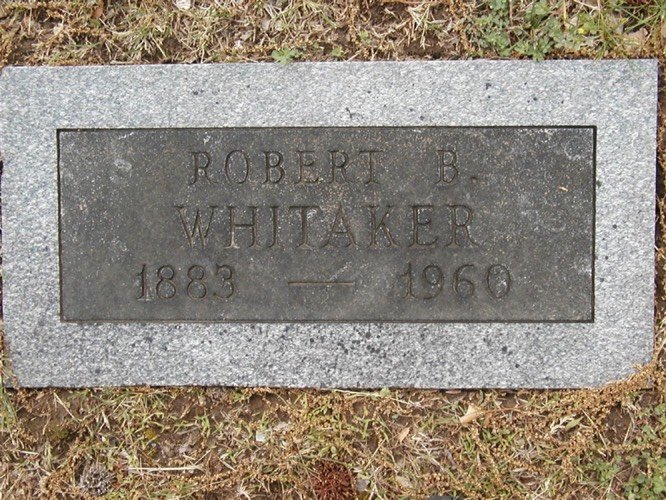 ROBERT B.
WHITAKER
1883 — 1960